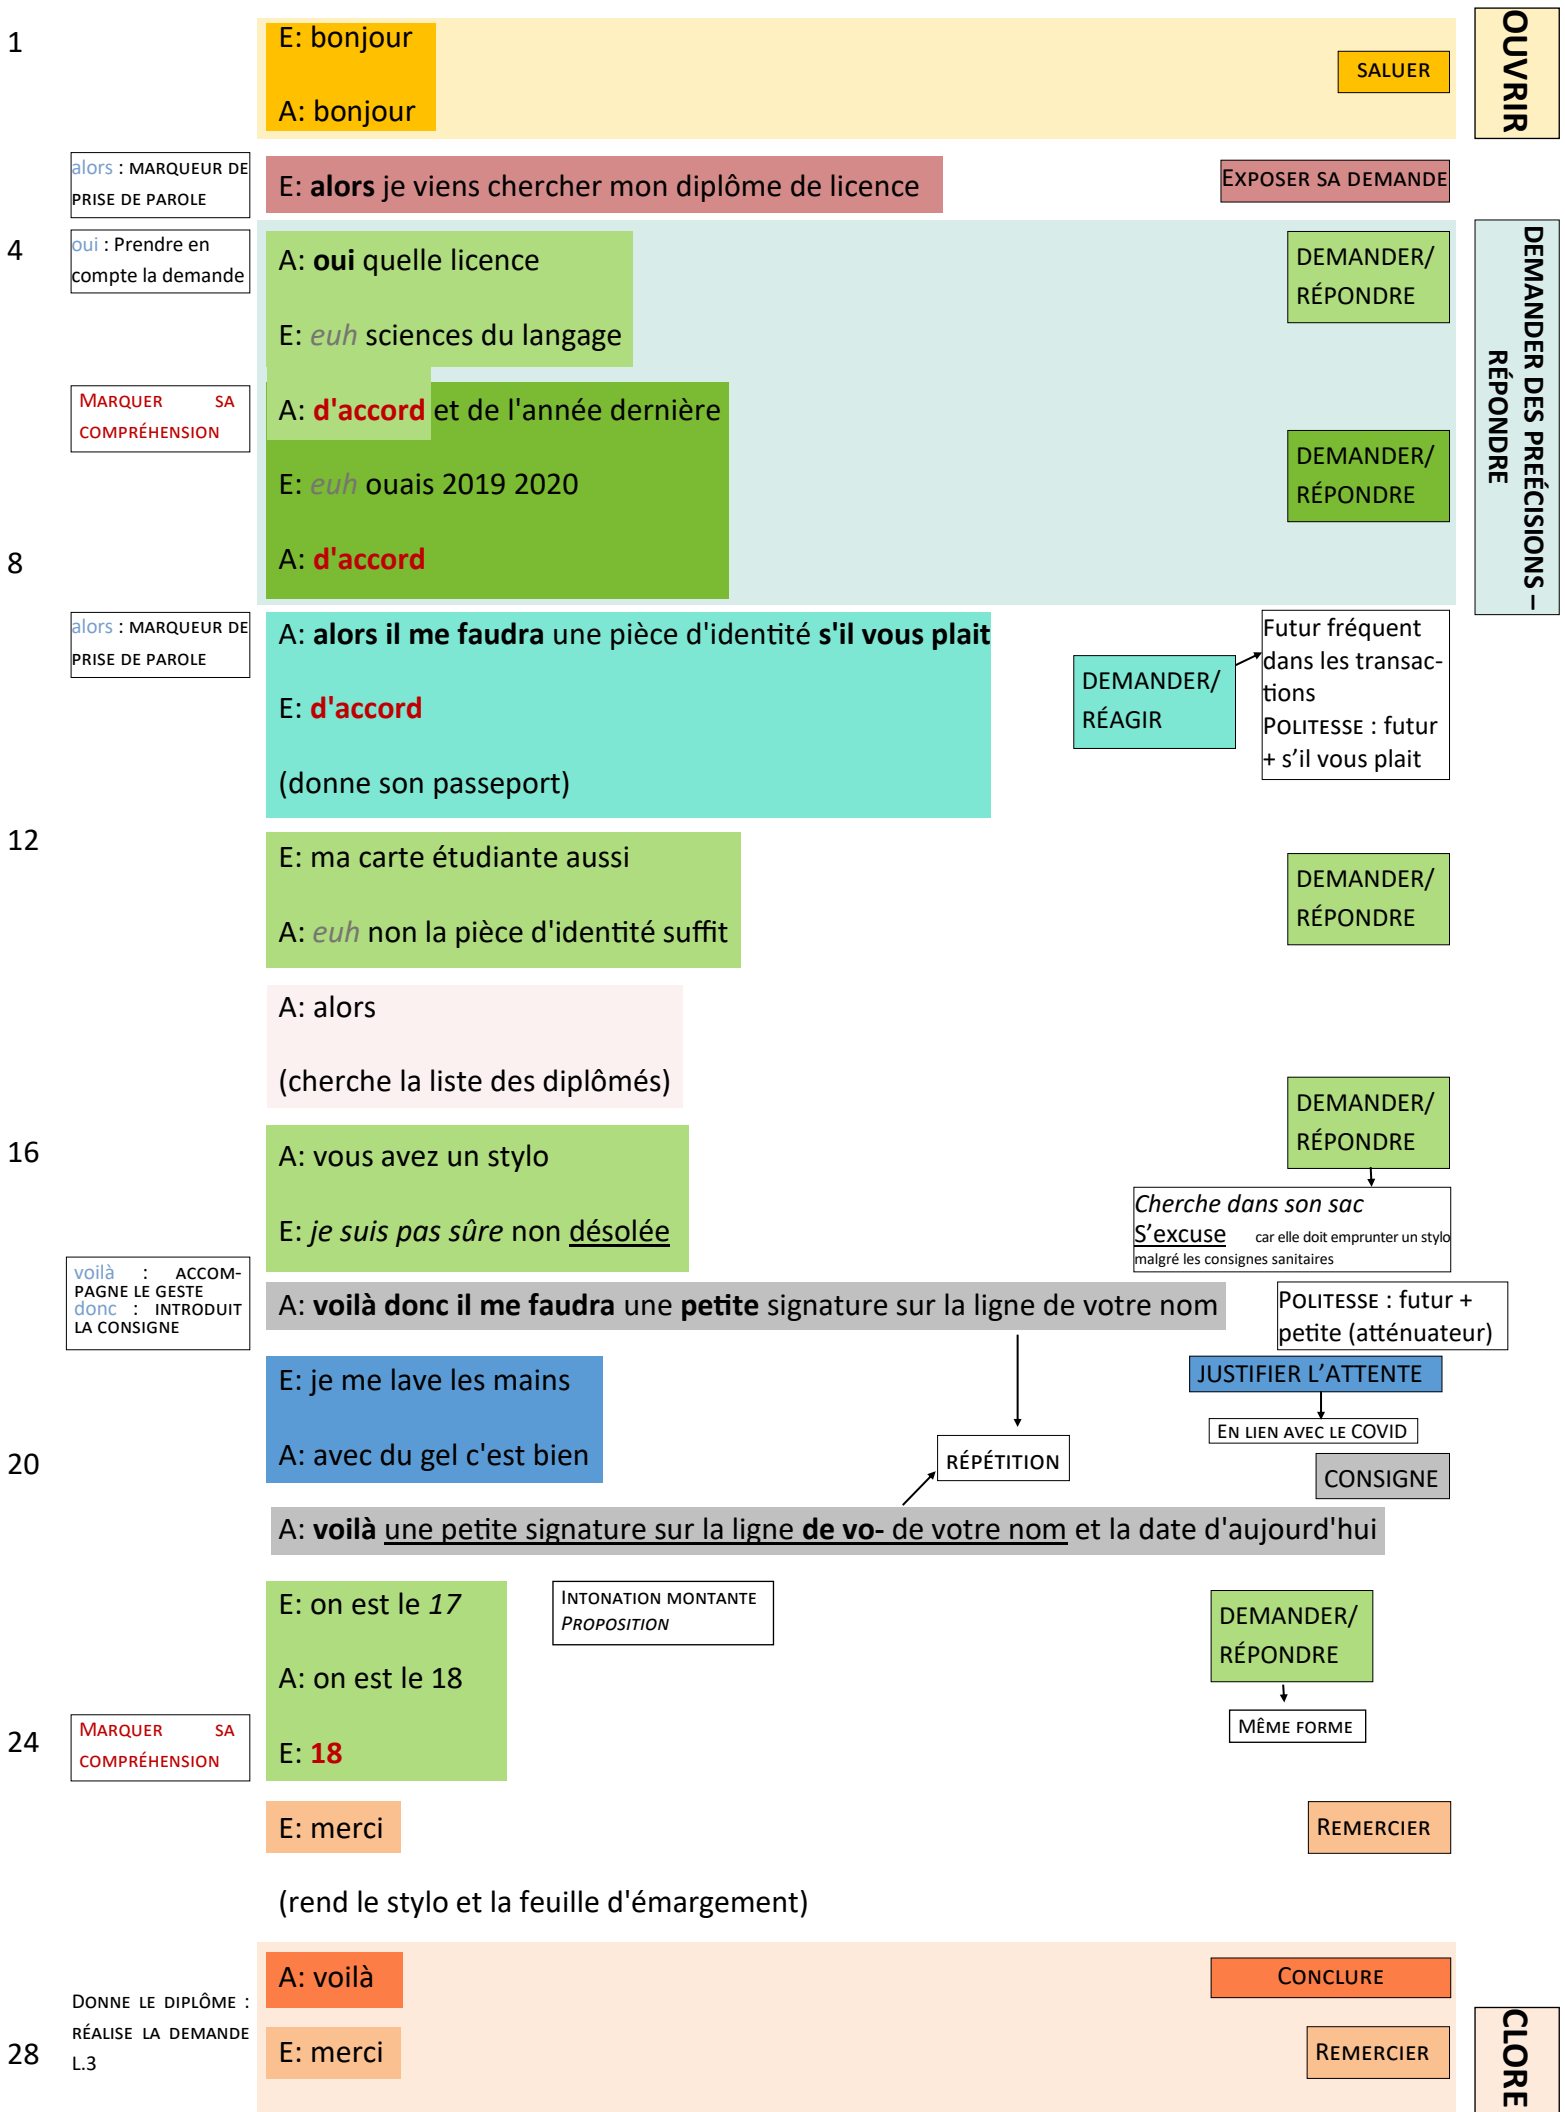 1
E: bonjour
SALUER
OUVRIR
A: bonjour
alors : MARQUEUR DE
PRISE DE PAROLE
E: alors je viens chercher mon diplôme de licence
EXPOSER SA DEMANDE
4
oui : Prendre en
compte la demande
A: oui quelle licence
DEMANDER/
RÉPONDRE
DEMANDER DES PREÉCISIONS –
RÉPONDRE
E: euh sciences du langage
MARQUER SA
COMPRÉHENSION
A: d'accord et de l'année dernière
E: euh ouais 2019 2020
DEMANDER/
RÉPONDRE
8
A: d'accord
alors : MARQUEUR DE
PRISE DE PAROLE
A: alors il me faudra une pièce d'identité s'il vous plait
DEMANDER/
RÉAGIR
Futur fréquent
dans les transac-
tions
POLITESSE : futur
+ s'il vous plait
E: d'accord
(donne son passeport)
12
E: ma carte étudiante aussi
DEMANDER/
RÉPONDRE
A: euh non la pièce d'identité suffit
A: alors
(cherche la liste des diplômés)
16
A: vous avez un stylo
DEMANDER/
RÉPONDRE
E: je suis pas sûre non désolée
Cherche dans son sac
S'excuse car elle doit emprunter un stylo
malgré les consignes sanitaires
voilà : ACCOM-
PAGNE LE GESTE
donc : INTRODUIT
LA CONSIGNE
A: voilà donc il me faudra une petite signature sur la ligne de votre nom
POLITESSE : futur +
petite (atténuateur)
E: je me lave les mains
JUSTIFIER L'ATTENTE
EN LIEN AVEC LE COVID
20
A: avec du gel c'est bien
RÉPÉTITION
CONSIGNE
A: voilà une petite signature sur la ligne de vo- de votre nom et la date d'aujourd'hui
E: on est le 17
INTONATION MONTANTE
PROPOSITION
DEMANDER/
RÉPONDRE
A: on est le 18
MÊME FORME
24
MARQUER SA
COMPRÉHENSION
E: 18
E: merci
REMERCIER
(rend le stylo et la feuille d'émargement)
A: voilà
CONCLURE
CLORE
DONNE LE DIPLÔME :
RÉALISE LA DEMANDE
L.3
28
E: merci
REMERCIER